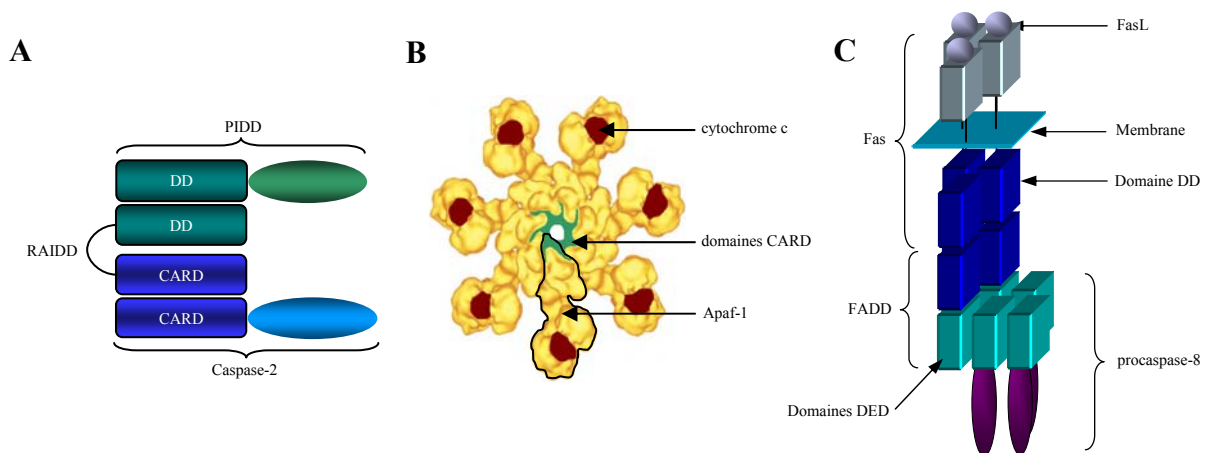 A
PIDD
DD
DD
RAIDD
CARD
CARD
Caspase-2
B
cytochrome c
domaines CARD
Apaf-1
C
FasL
Fas
Membrane
Domaine DD
FADD
procaspase-8
Domaines DED